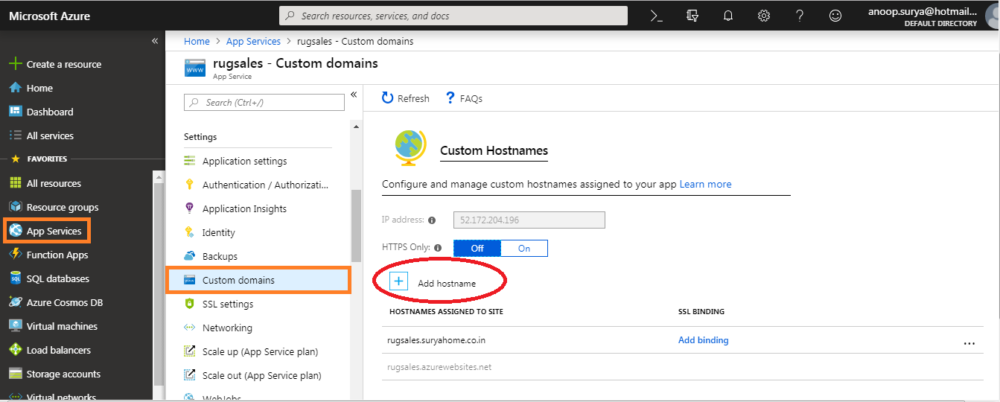 Microsoft Azure
Search resources, services, and docs
anoop.surya@hotmail...
DEFAULT DIRECTORY
Create a resource
Home
Dashboard
All services
FAVORITES
All resources
Resource groups
App Services
Function Apps
SQL databases
Azure Cosmos DB
Virtual machines
Load balancers
Storage accounts
Virtual networks
Home > App Services > rugsales - Custom domains
rugsales - Custom domains
App Service
Search (Ctrl+/)
Settings
Application settings
Authentication / Authorizati...
Application Insights
Identity
Backups
Custom domains
SSL settings
Networking
Scale up (App Service plan)
Scale out (App Service plan)
WebJobs
Refresh
FAQs
Custom Hostnames
Configure and manage custom hostnames assigned to your app Learn more
IP address: 52.172.204.196
HTTPS Only: Off On
Add hostname
HOSTNAMES ASSIGNED TO SITE SSL BINDING
rugsales.suryahome.co.in Add binding ...
rugsales.azurewebsites.net